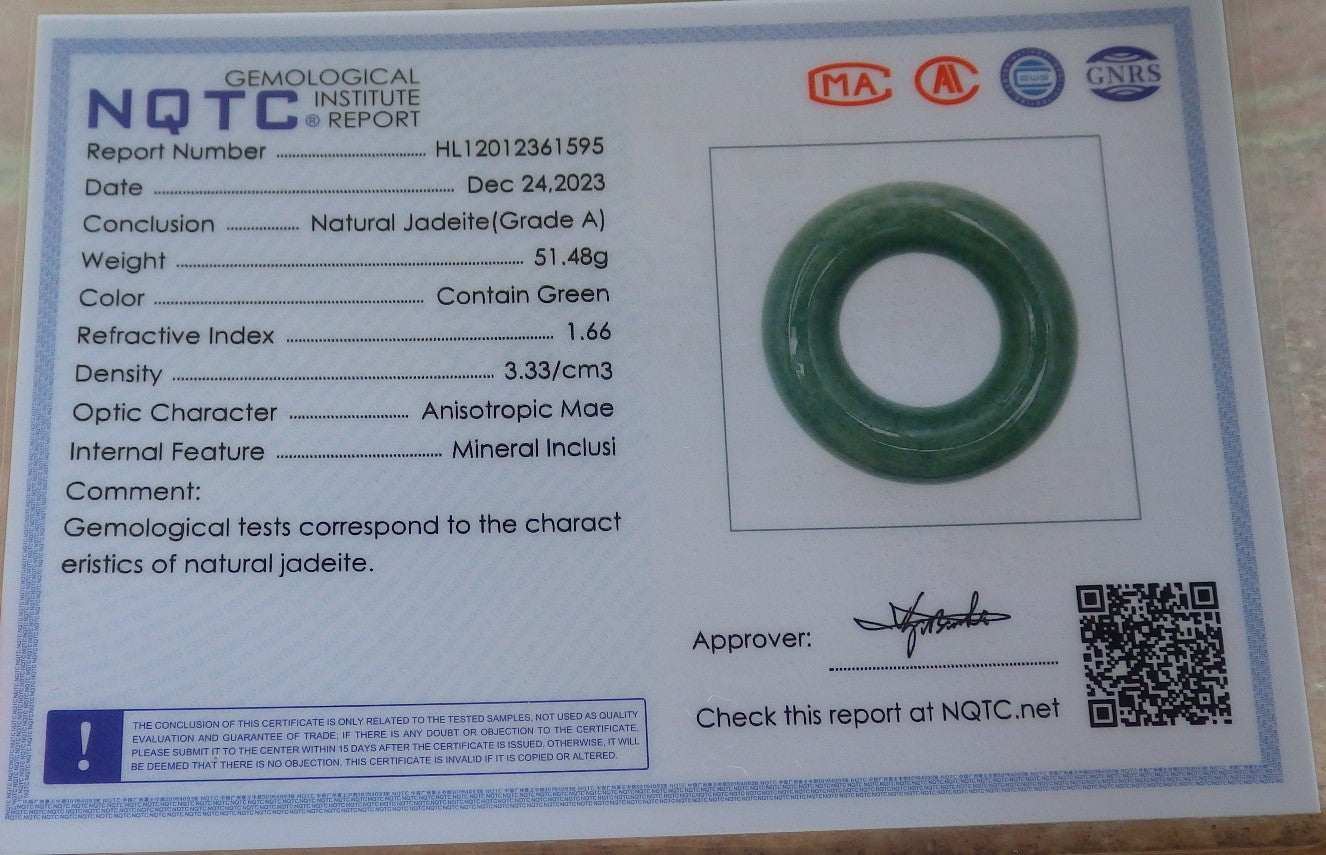 GEMOLOGICAL
NQTC INSTITUTE
® REPORT
MA
AL
GNRS
Report Number HL12012361595
Date Dec 24,2023
Conclusion Natural Jadeite(Grade A)
Weight 51.48g
Color Contain Green
Refractive Index 1.66
Density 3.33/cm3
Optic Character Anisotropic Mae
Internal Feature Mineral Inclusi
Comment:
Gemological tests correspond to the charact
eristics of natural jadeite.
Approver:
Check this report at NQTC.net
! THE CONCLUSION OF THIS CERTIFICATE IS ONLY RELATED TO THE TESTED SAMPLES, NOT USED AS QUALITY
EVALUATION AND GUARANTEE OF TRADE; IF THERE IS ANY DOUBT OR OBJECTION TO THE CERTIFICATE,
PLEASE SUBMIT IT TO THE CENTER WITHIN 15 DAYS AFTER THE CERTIFICATE IS ISSUED. OTHERWISE, IT WILL
BE DEEMED THAT THERE IS NO OBJECTION. THIS CERTIFICATE IS INVALID IF IT IS COPIED OR ALTERED.